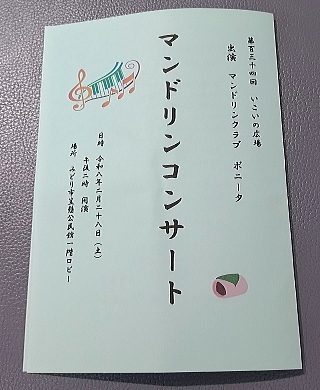 第百三十四回 いこいの広場
出演 マンドリンクラブ ボニータ
マンドリンコンサート
日時 令和八年二月二十八日（土）
午後二時 開演
場所 みどり市笠懸公民館一階ロビー